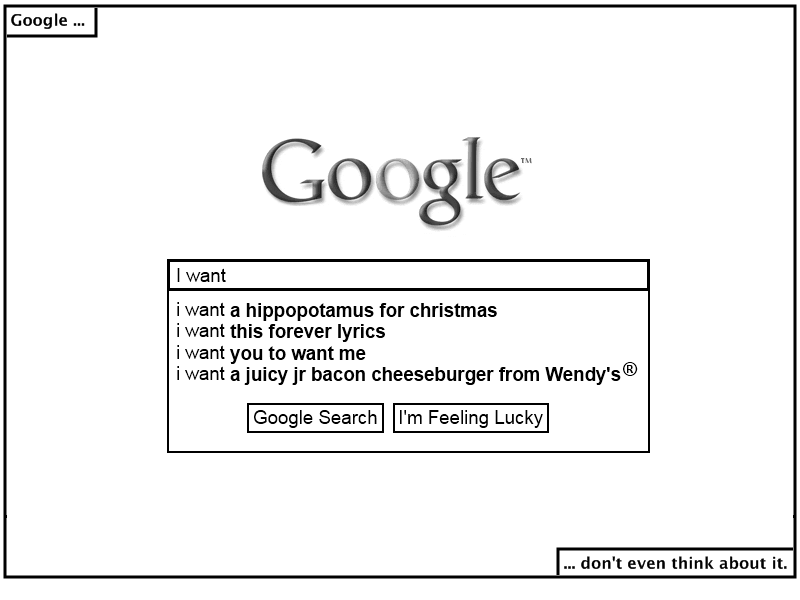 Google ...
Google™
I want
i want a hippopotamus for christmas
i want this forever lyrics
i want you to want me
i want a juicy jr bacon cheeseburger from Wendy's®
Google Search I'm Feeling Lucky
... don't even think about it.